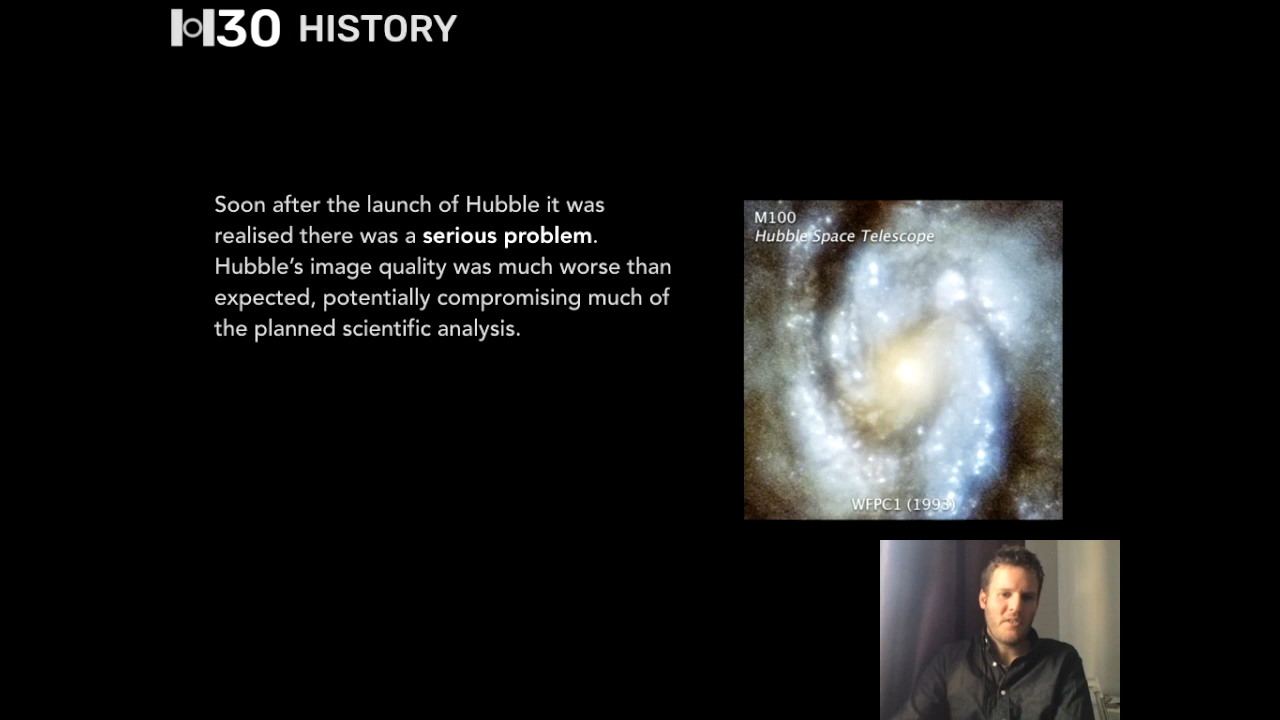 H30 HISTORY
Soon after the launch of Hubble it was
realised there was a serious problem.
Hubble’s image quality was much worse than
expected, potentially compromising much of
the planned scientific analysis.
M100
Hubble Space Telescope
WFPC1 (1993)